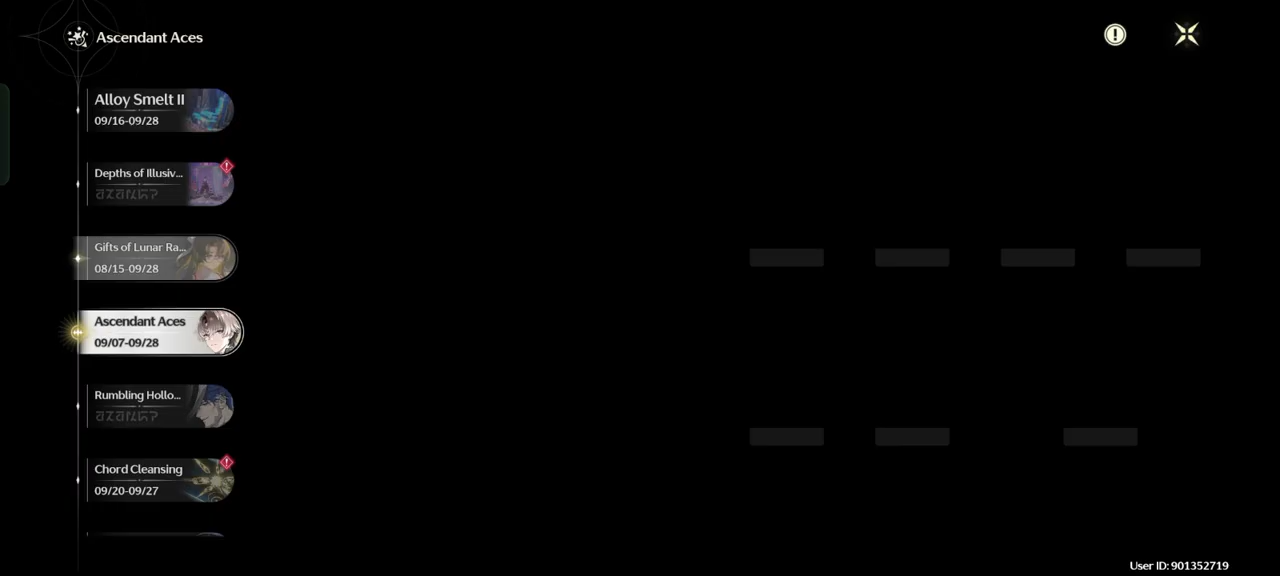 Ascendant Aces
Alloy Smelt II
09/16-09/28
Depths of Illusiv...
Gifts of Lunar Ra...
08/15-09/28
Ascendant Aces
09/07-09/28
Rumbling Hollo...
Chord Cleansing
09/20-09/27
User ID: 901352719